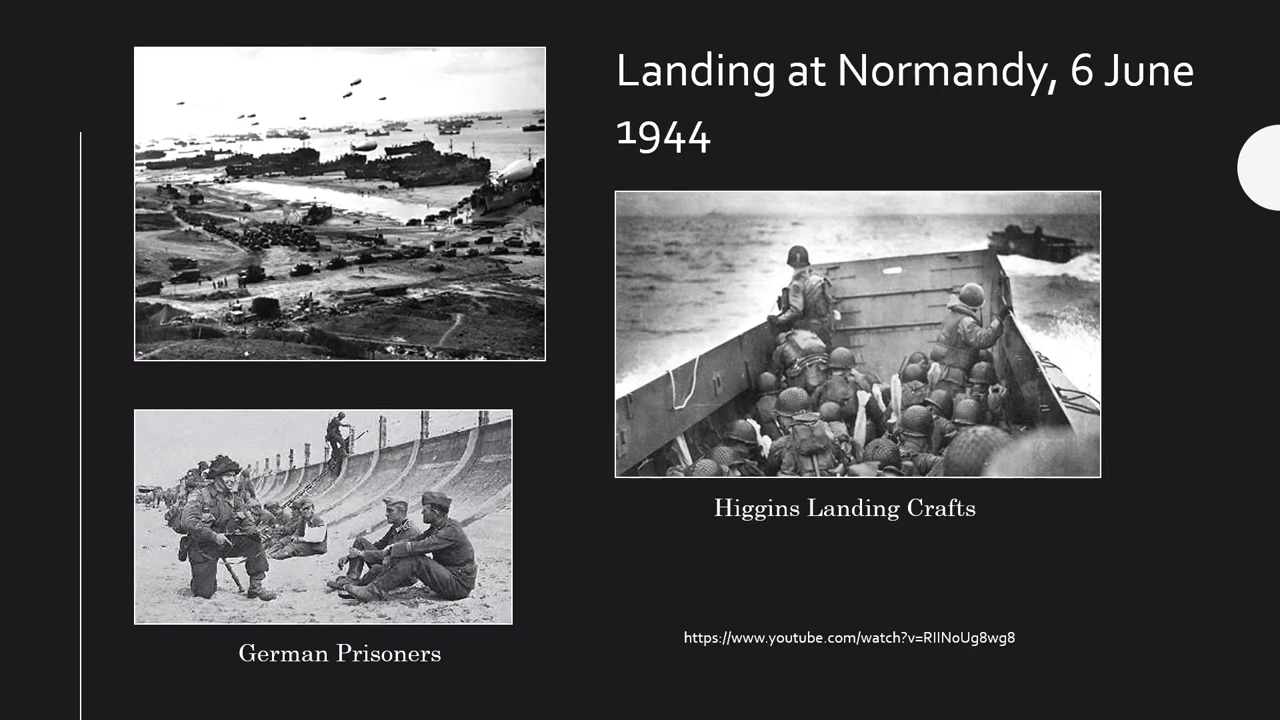 Landing at Normandy, 6 June
1944
Higgins Landing Crafts
German Prisoners
https://www.youtube.com/watch?v=RIINoUg8wg8